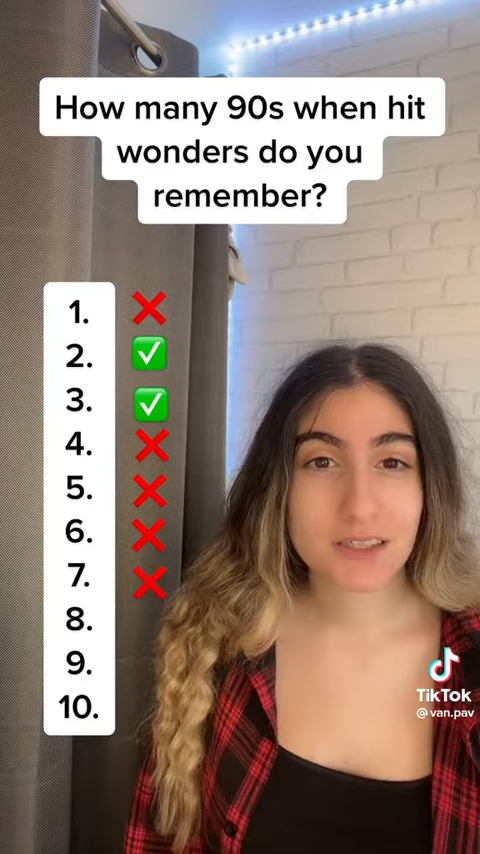 How many 90s when hit
wonders do you
remember?
1. ❌
2. ✅
3. ✅
4. ❌
5. ❌
6. ❌
7. ❌
8.
9.
10.
TikTok
@van.pav